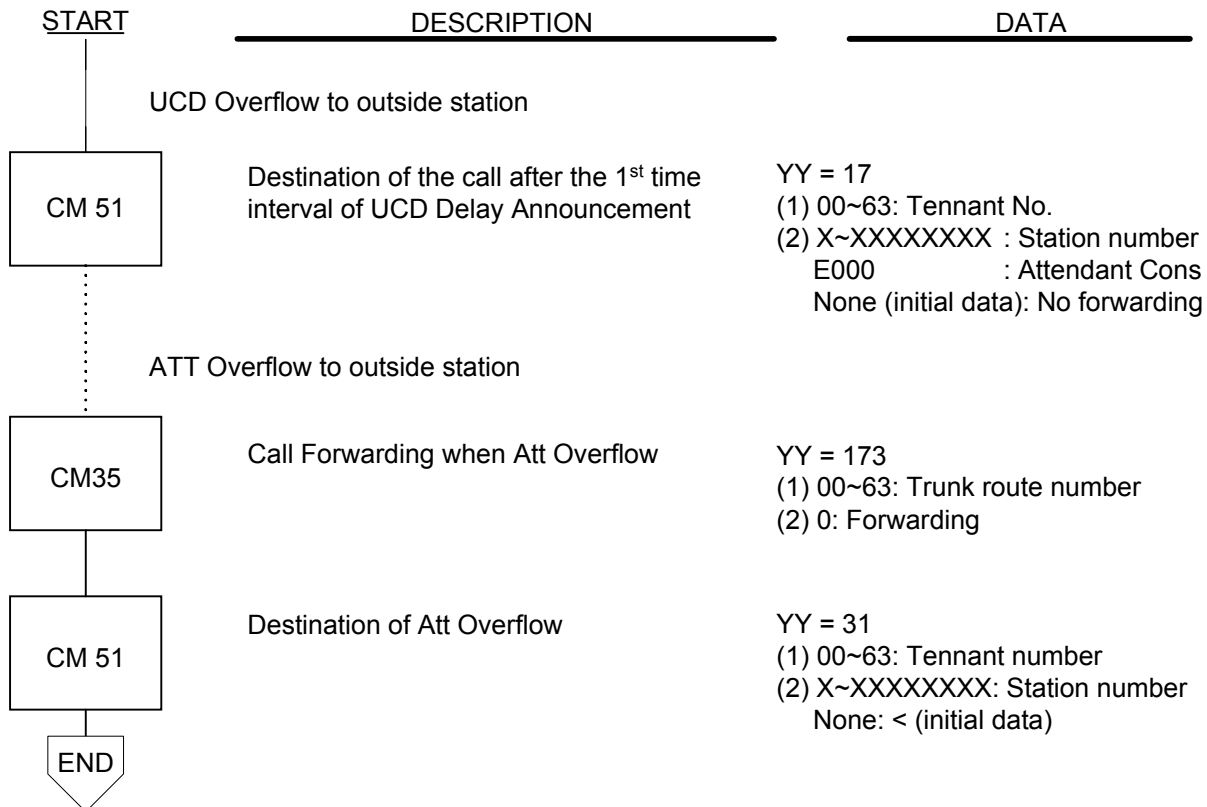 START DESCRIPTION DATA
UCD Overflow to outside station
CM 51
Destination of the call after the 1st time
interval of UCD Delay Announcement
YY = 17
(1) 00~63: Tennant No.
(2) X~XXXXXXXX : Station number
E000 : Attendant Cons
None (initial data): No forwarding
ATT Overflow to outside station
CM35
Call Forwarding when Att Overflow
YY = 173
(1) 00~63: Trunk route number
(2) 0: Forwarding
CM 51
Destination of Att Overflow
YY = 31
(1) 00~63: Tennant number
(2) X~XXXXXXXX: Station number
None: < (initial data)
END